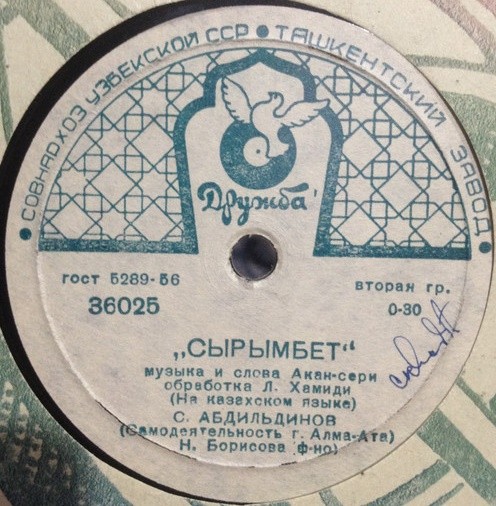 СОВНАРХОЗ УЗБЕКСКОЙ ССР • ТАШКЕНТСКИЙ ЗАВОД
Дружба
ГОСТ 5289-56
36025
вторая гр.
0-30
„СЫРЫМБЕТ“
музыка и слова Акан-сери
обработка Л. Хамиди
(На казахском языке)
С. АБДИЛЬДИНОВ
(Самодеятельность г. Алма-Ата)
Н. Борисова ф-но)